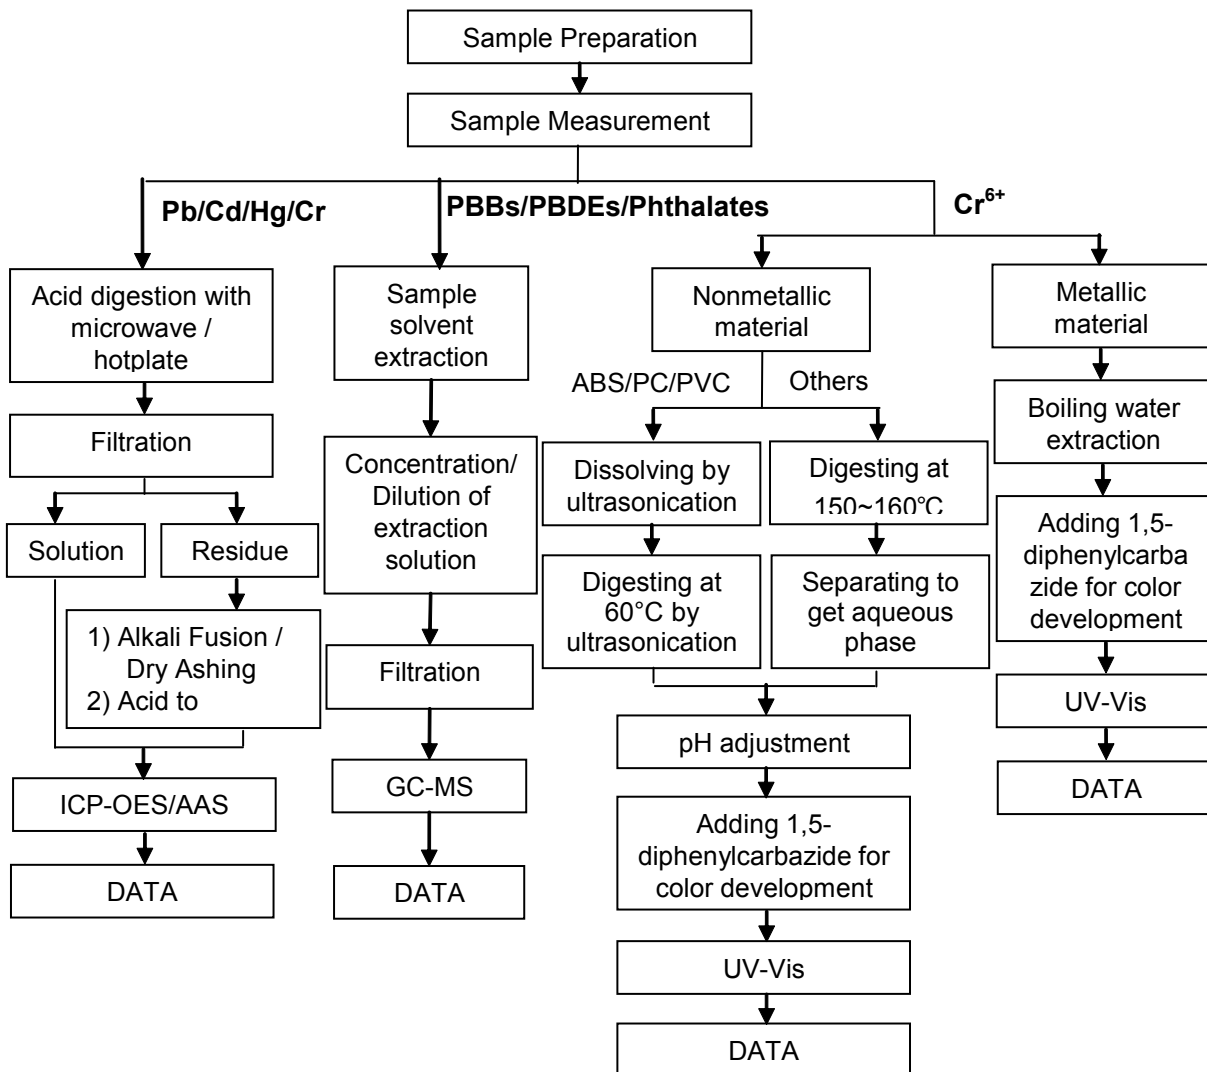 Sample Preparation
Sample Measurement
Pb/Cd/Hg/Cr
PBBs/PBDEs/Phthalates
Cr⁶⁺
Acid digestion with
microwave /
hotplate
Filtration
Solution
Residue
1) Alkali Fusion /
Dry Ashing
2) Acid to
ICP-OES/AAS
DATA
Sample
solvent
extraction
Concentration/
Dilution of
extraction
solution
Filtration
GC-MS
DATA
Nonmetallic
material
ABS/PC/PVC
Others
Dissolving by
ultrasonication
Digesting at
60°C by
ultrasonication
Digesting at
150~160℃
Separating to
get aqueous
phase
pH adjustment
Adding 1,5-
diphenylcarbazide for
color development
UV-Vis
DATA
Metallic
material
Boiling water
extraction
Adding 1,5-
diphenylcarba
zide for color
development
UV-Vis
DATA